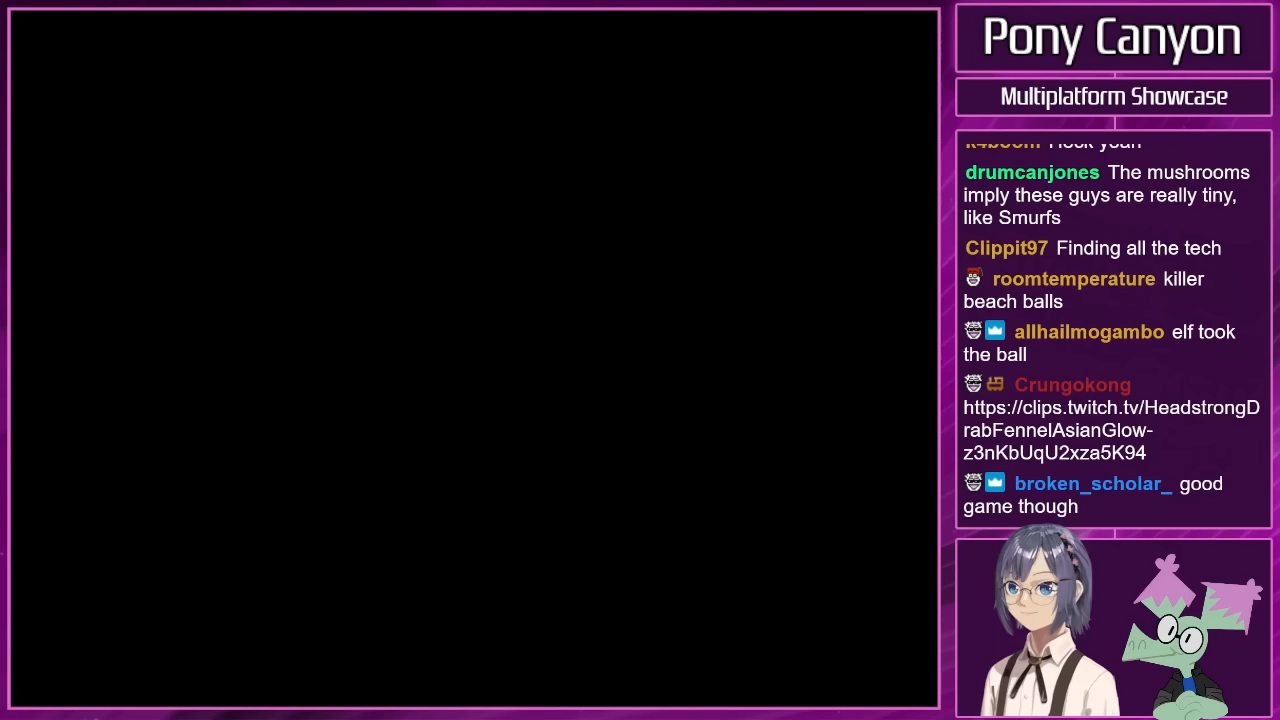 Pony Canyon
Multiplatform Showcase
drumcanjones The mushrooms
imply these guys are really tiny,
like Smurfs
Clippit97 Finding all the tech
roomtemperature killer
beach balls
allhailmogambo elf took
the ball
Crungokong
https://clips.twitch.tv/HeadstrongD
rabFennelAsianGlow-
z3nKbUqU2xza5K94
broken_scholar_ good
game though